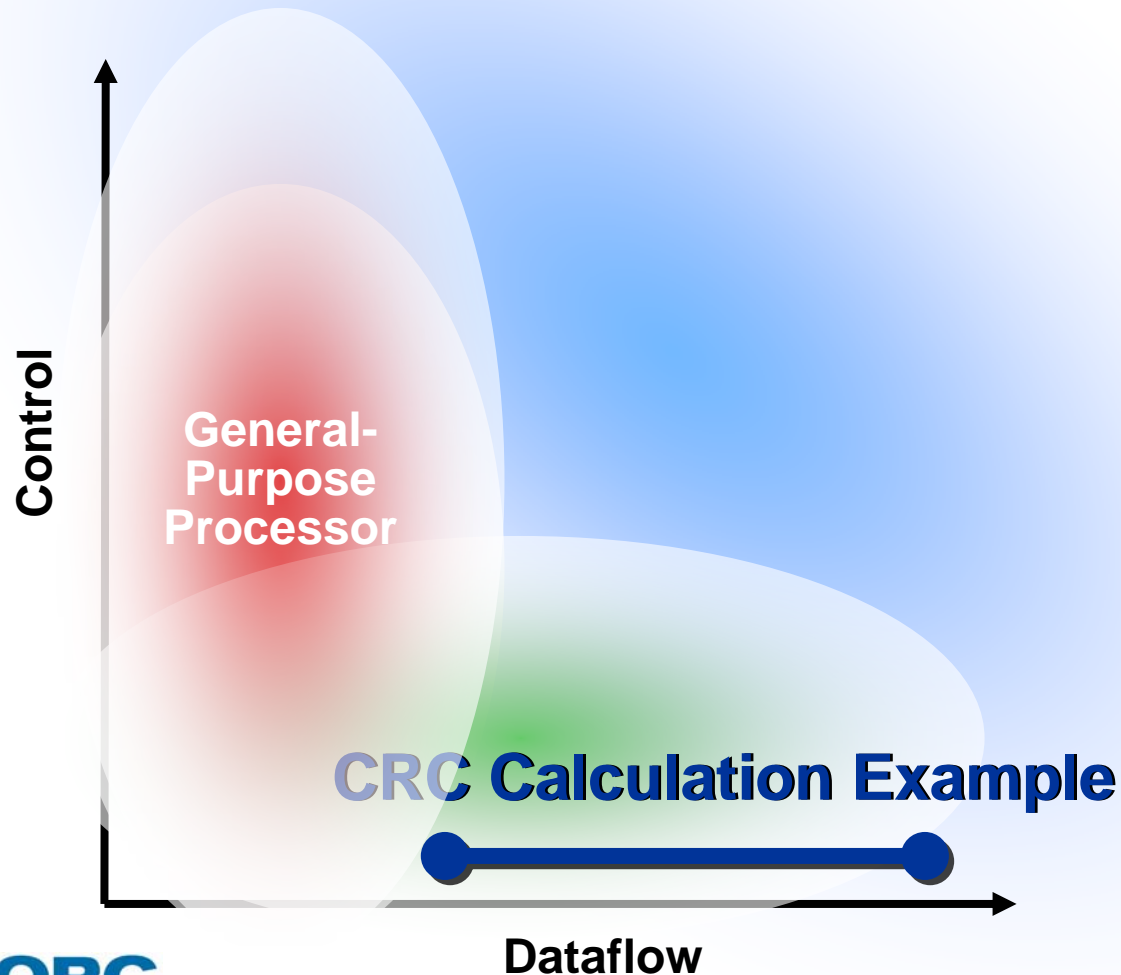 Control
General-
Purpose
Processor
CRC Calculation Example
Dataflow